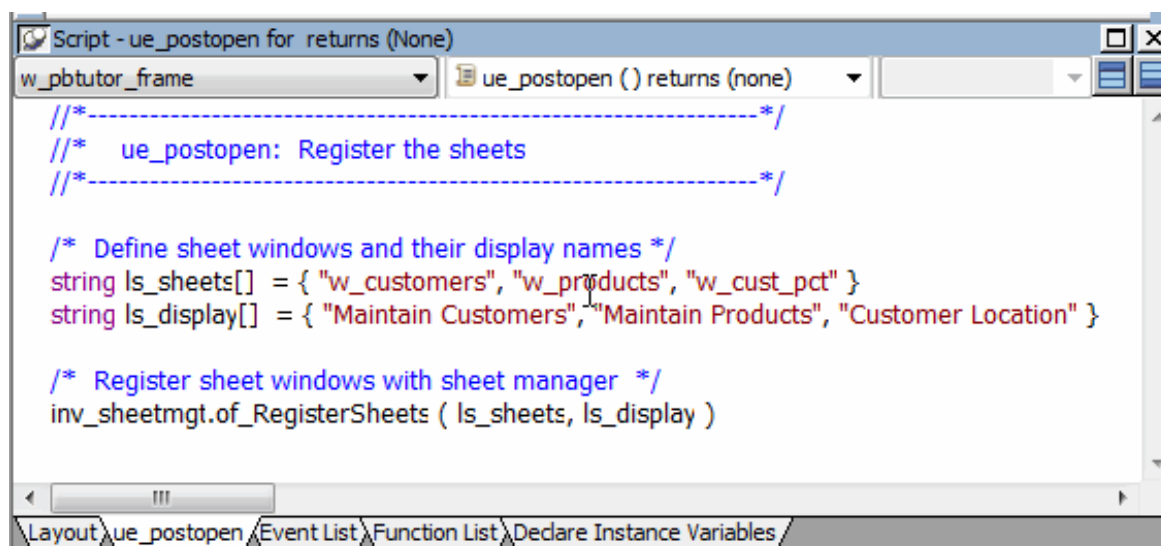 Script - ue_postopen for returns (None)
w_pbtutor_frame ue_postopen ( ) returns (none)
//*-----------------------------------------------------------------*/
//* ue_postopen: Register the sheets
//*-----------------------------------------------------------------*/
/* Define sheet windows and their display names */
string ls_sheets[] = { "w_customers", "w_products", "w_cust_pct" }
string ls_display[] = { "Maintain Customers", "Maintain Products", "Customer Location" }
/* Register sheet windows with sheet manager */
inv_sheetmgt.of_RegisterSheets ( ls_sheets, ls_display )
Layout ue_postopen Event List Function List Declare Instance Variables